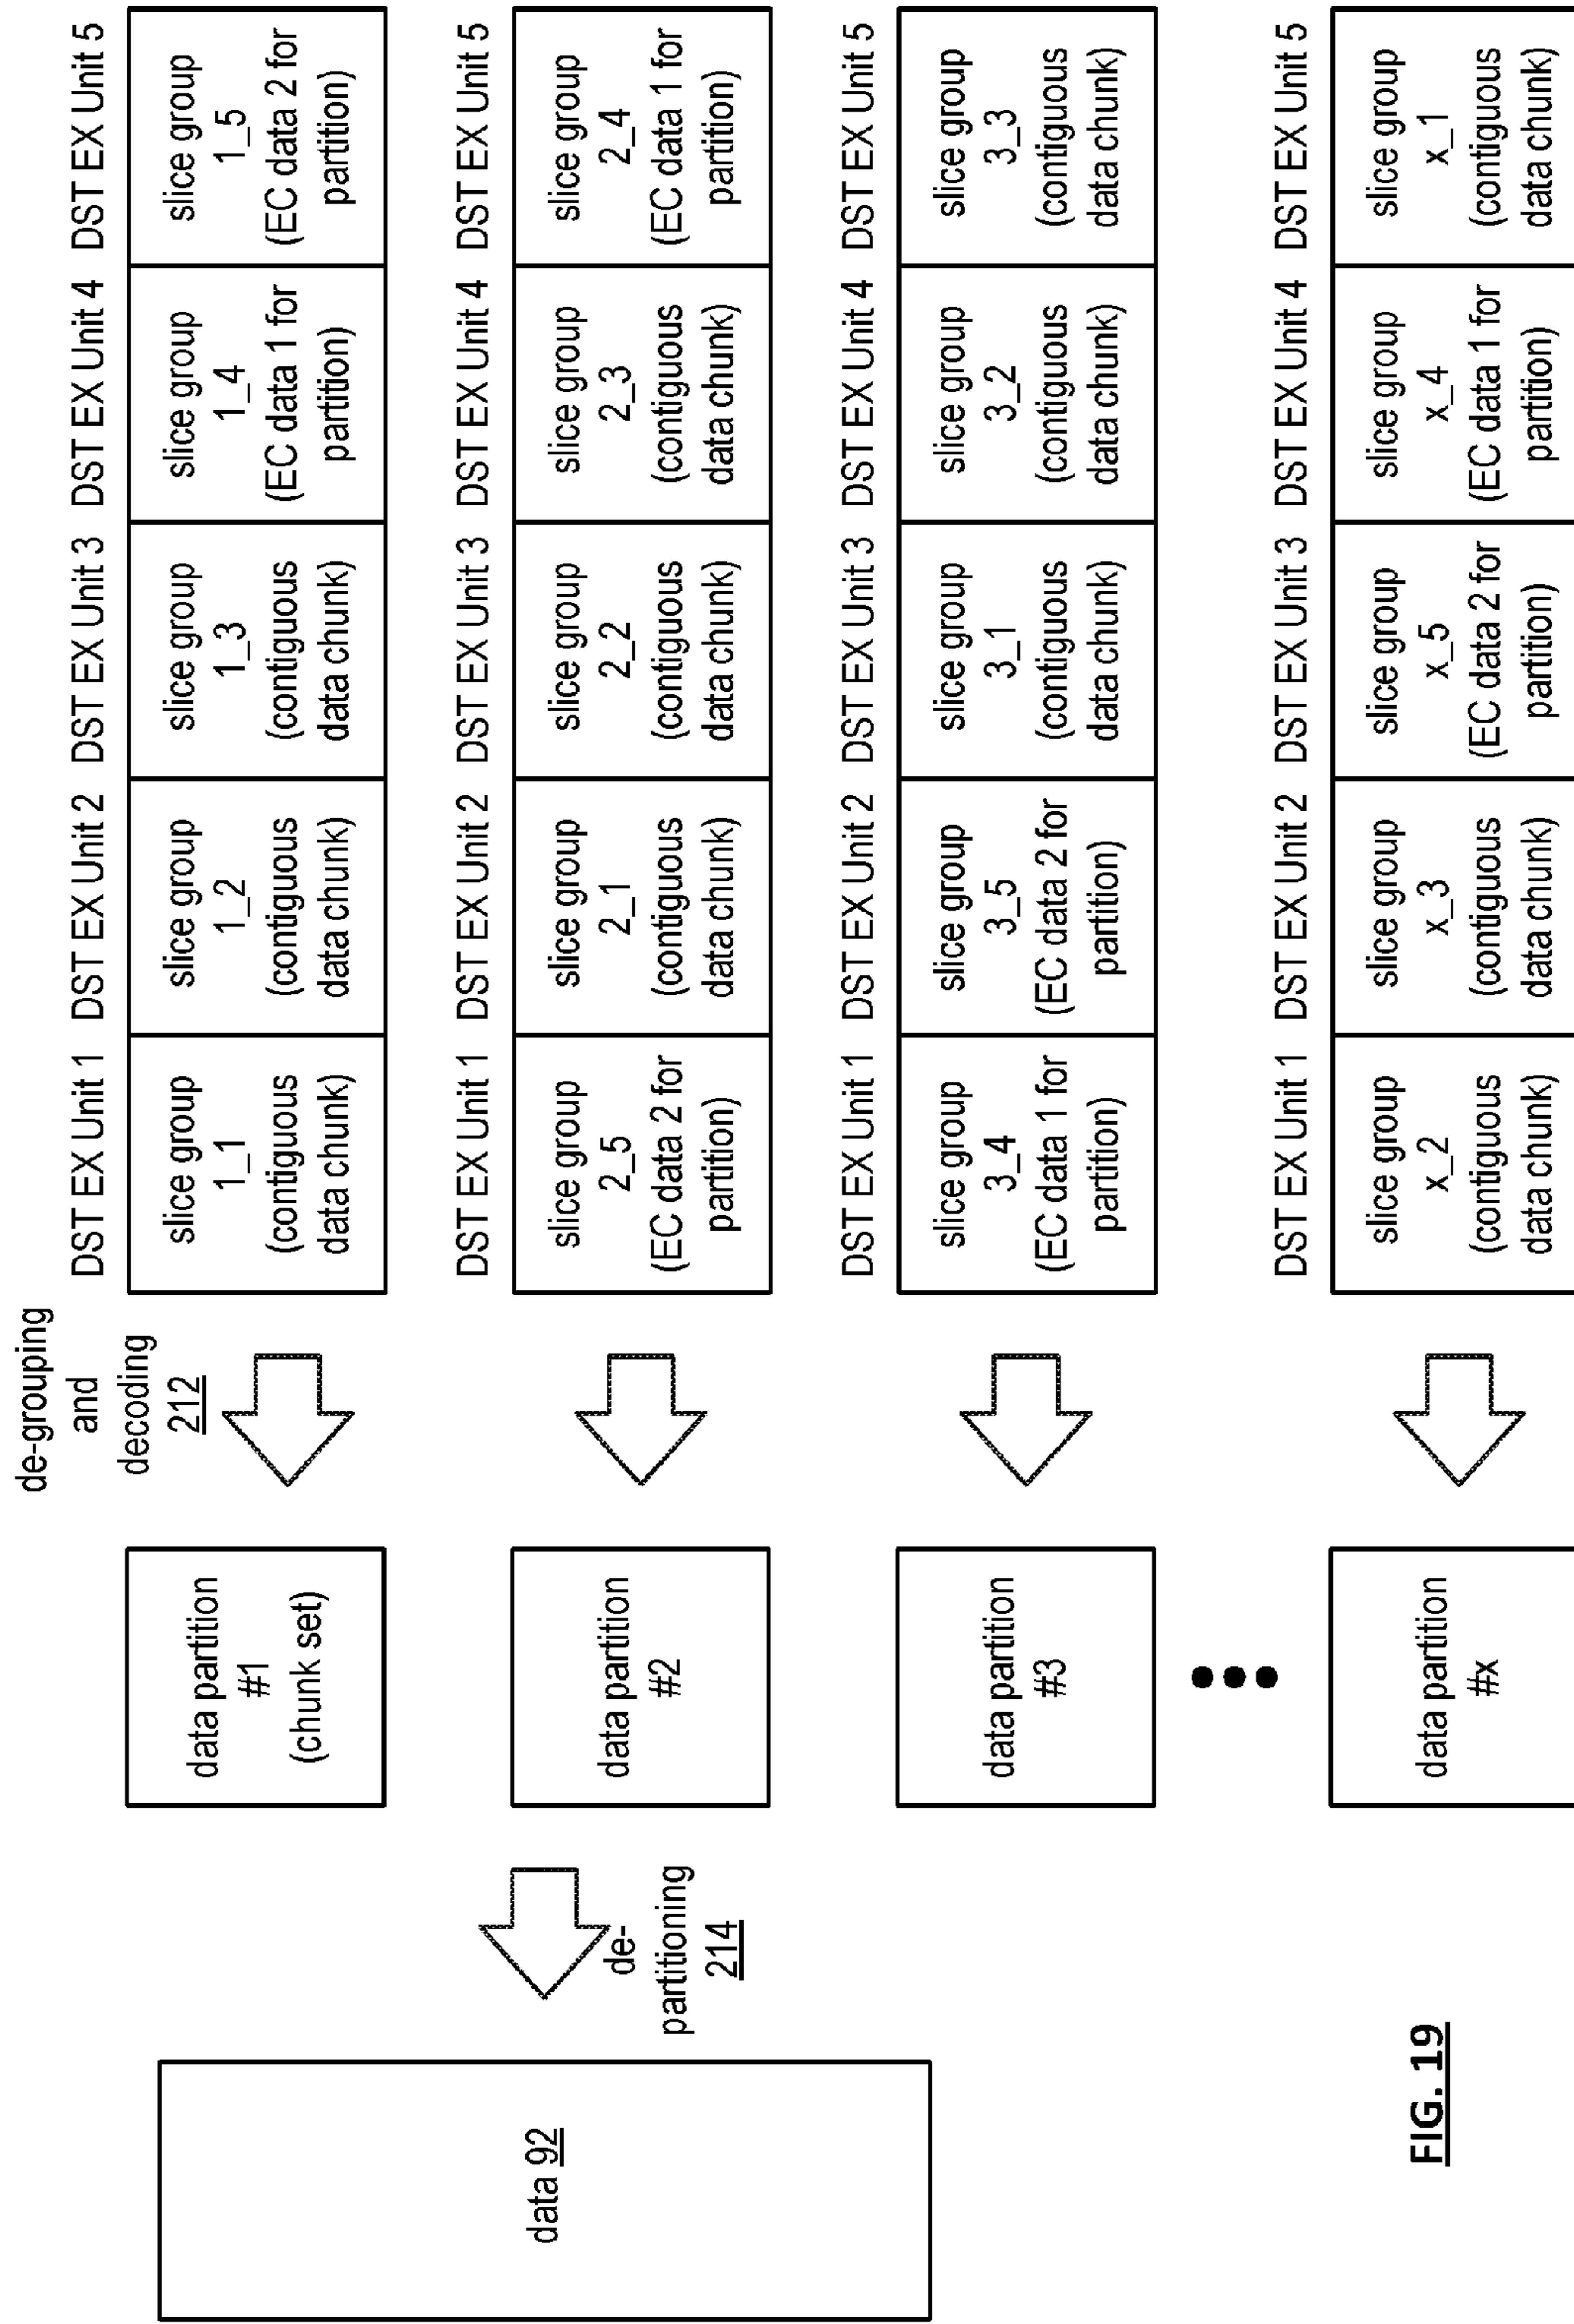 de-grouping
and
decoding
212
DST EX Unit 1 DST EX Unit 2 DST EX Unit 3 DST EX Unit 4 DST EX Unit 5
data partition
#1
(chunk set)
slice group
1_1
(contiguous
data chunk)
slice group
1_2
(contiguous
data chunk)
slice group
1_3
(contiguous
data chunk)
slice group
1_4
(EC data 1 for
partition)
slice group
1_5
(EC data 2 for
partition)
data 92
de-
partitioning
214
DST EX Unit 1 DST EX Unit 2 DST EX Unit 3 DST EX Unit 4 DST EX Unit 5
data partition
#2
slice group
2_5
(EC data 2 for
partition)
slice group
2_1
(contiguous
data chunk)
slice group
2_2
(contiguous
data chunk)
slice group
2_3
(contiguous
data chunk)
slice group
2_4
(EC data 1 for
partition)
DST EX Unit 1 DST EX Unit 2 DST EX Unit 3 DST EX Unit 4 DST EX Unit 5
data partition
#3
slice group
3_4
(EC data 1 for
partition)
slice group
3_5
(EC data 2 for
partition)
slice group
3_1
(contiguous
data chunk)
slice group
3_2
(contiguous
data chunk)
slice group
3_3
(contiguous
data chunk)
DST EX Unit 1 DST EX Unit 2 DST EX Unit 3 DST EX Unit 4 DST EX Unit 5
data partition
#x
slice group
x_2
(contiguous
data chunk)
slice group
x_3
(contiguous
data chunk)
slice group
x_5
(EC data 2 for
partition)
slice group
x_4
(EC data 1 for
partition)
slice group
x_1
(contiguous
data chunk)
FIG. 19